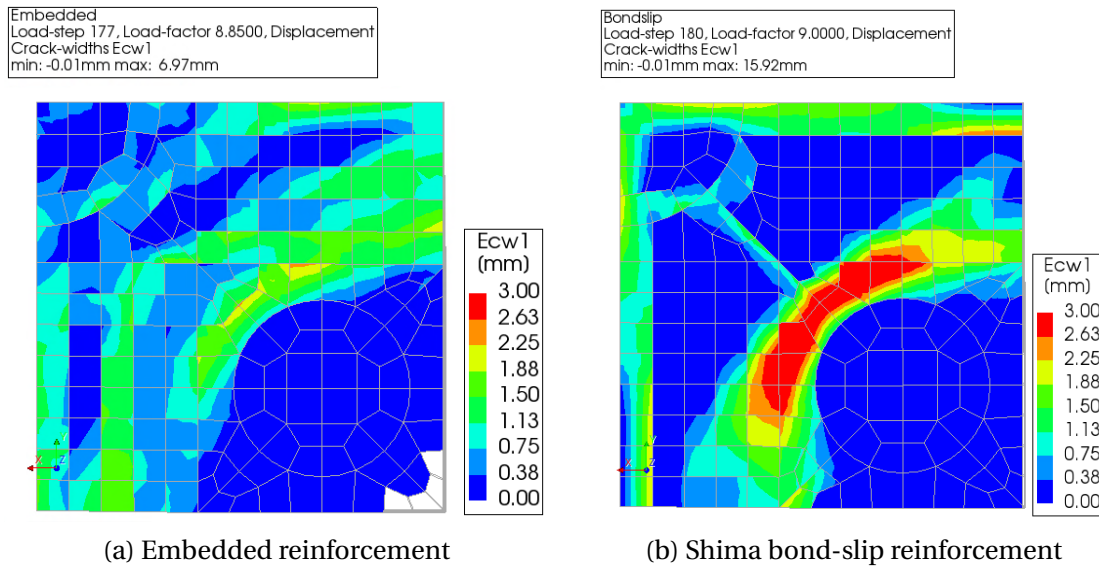 Embedded
Load-step 177, Load-factor 8.8500, Displacement
Crack-widths Ecw1
min: -0.01mm max: 6.97mm
Bondslip
Load-step 180, Load-factor 9.0000, Displacement
Crack-widths Ecw1
min: -0.01mm max: 15.92mm
Ecw1
(mm)
3.00
2.63
2.25
1.88
1.50
1.13
0.75
0.38
0.00
Y
X
Z
Ecw1
(mm)
3.00
2.63
2.25
1.88
1.50
1.13
0.75
0.38
0.00
Y
X
Z
(a) Embedded reinforcement
(b) Shima bond-slip reinforcement